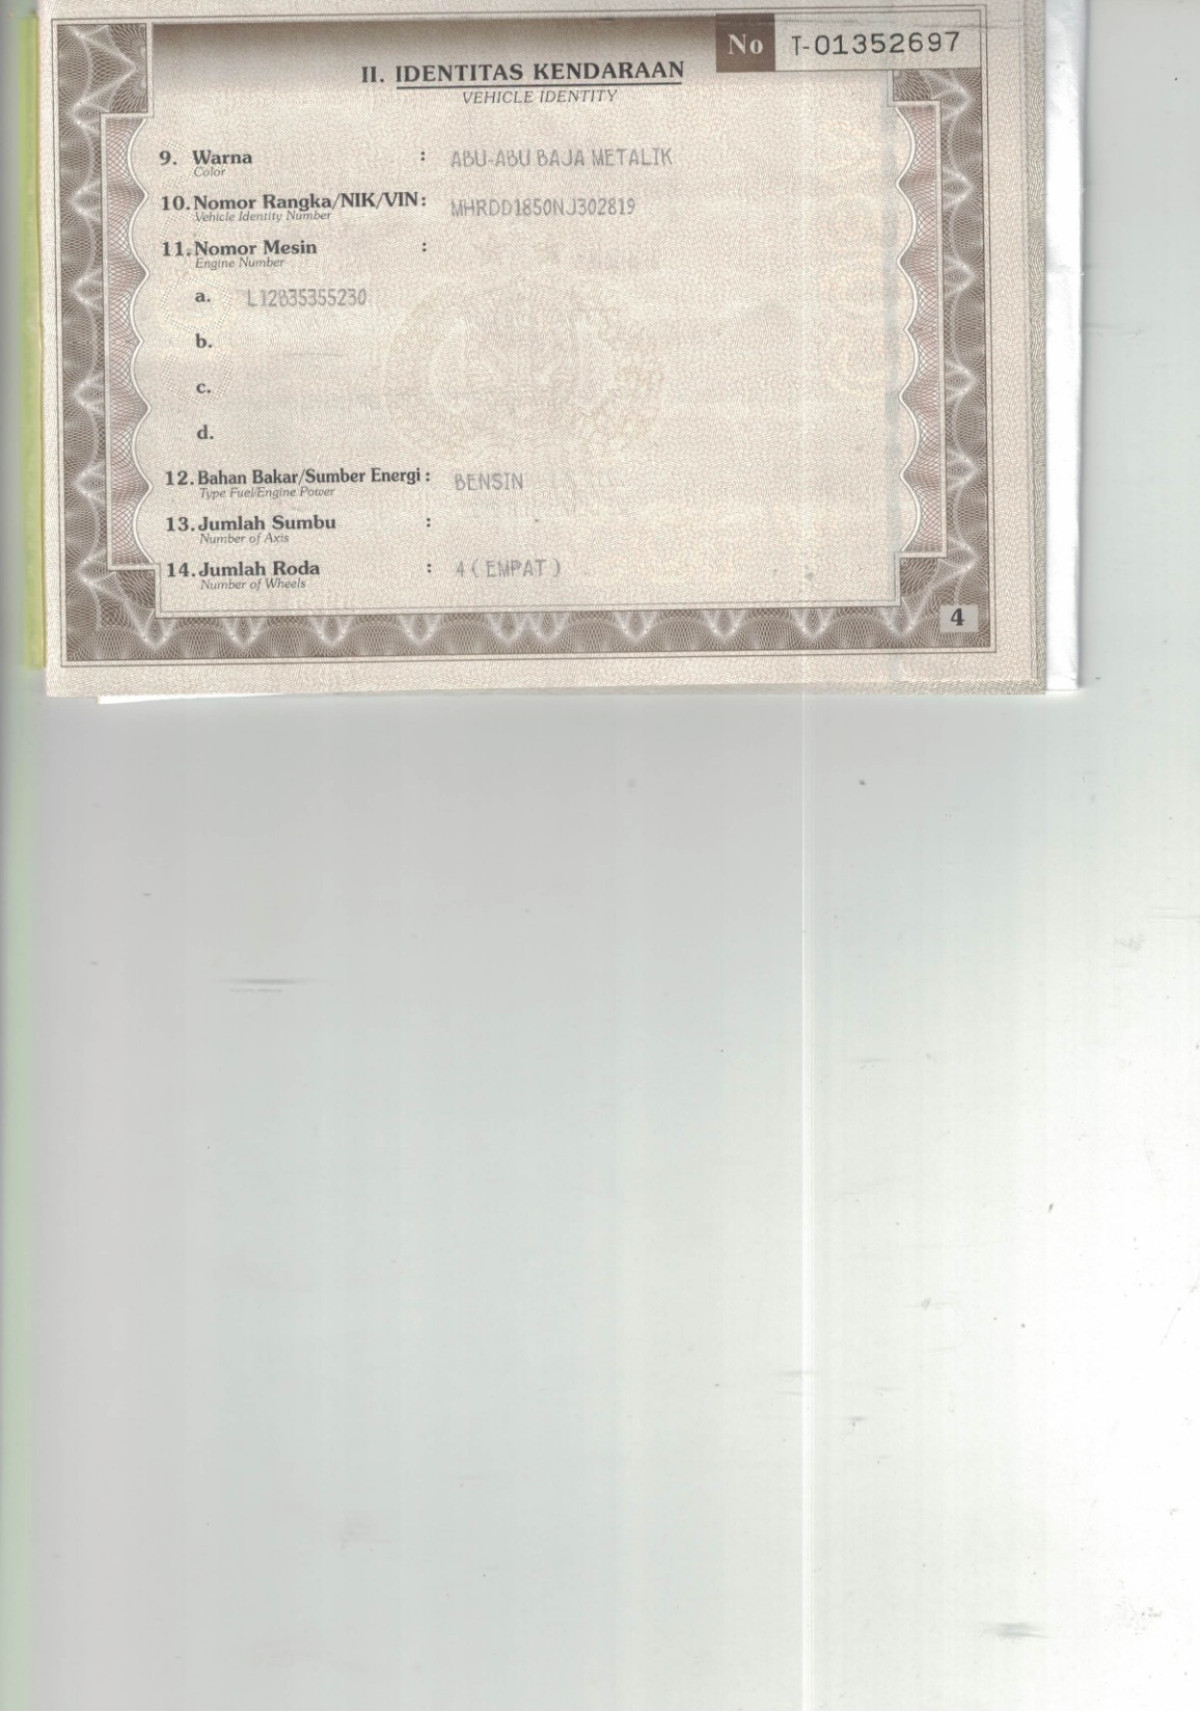 No T-01352697
II. IDENTITAS KENDARAAN
VEHICLE IDENTITY
9. Warna : ABU-ABU BAJA METALIK
Color
10. Nomor Rangka/NIK/VIN : MHRDD1850NJ302819
Vehicle Identity Number
11. Nomor Mesin :
Engine Number
a. L12B35355230
b.
c.
d.
12. Bahan Bakar/Sumber Energi : BENSIN
Type Fuel/Engine Power
13. Jumlah Sumbu :
Number of Axis
14. Jumlah Roda : 4 ( EMPAT )
Number of Wheels
4